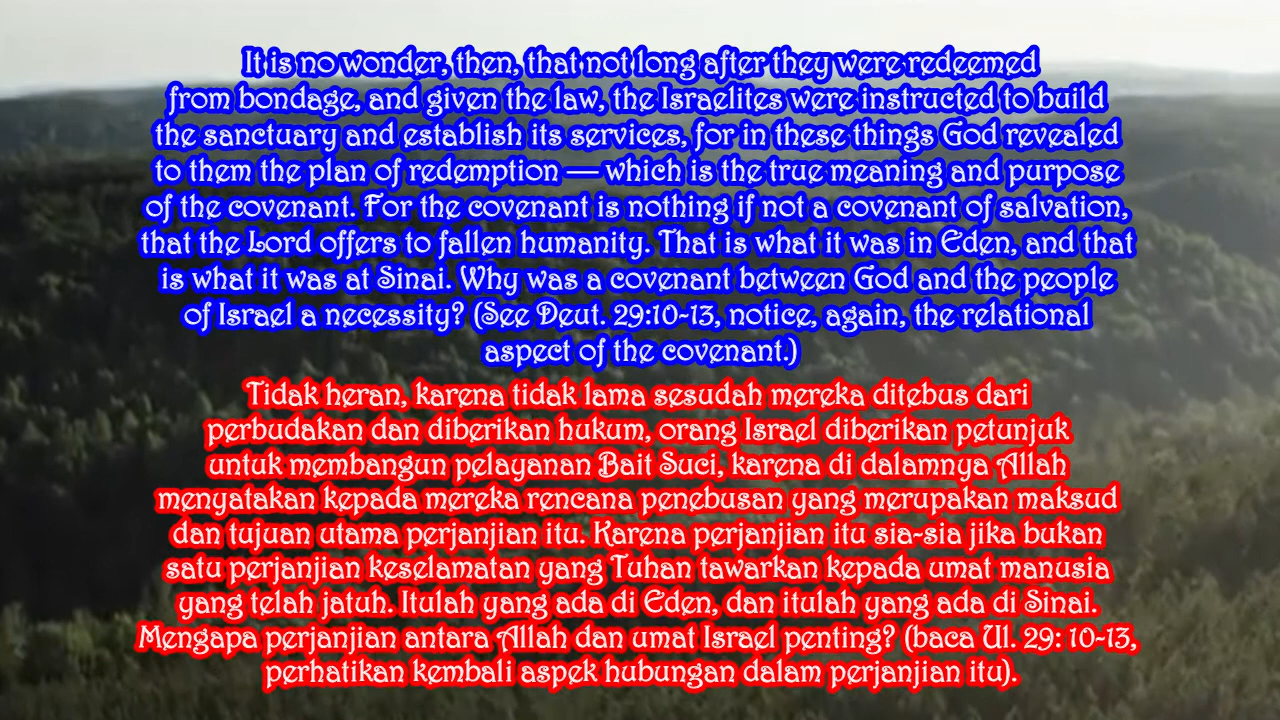 It is no wonder, then, that not long after they were redeemed
from bondage, and given the law, the Israelites were instructed to build
the sanctuary and establish its services, for in these things God revealed
to them the plan of redemption — which is the true meaning and purpose
of the covenant. For the covenant is nothing if not a covenant of salvation,
that the Lord offers to fallen humanity. That is what it was in Eden, and that
is what it was at Sinai. Why was a covenant between God and the people
of Israel a necessity? (See Deut. 29:10-13, notice, again, the relational
aspect of the covenant.)
Tidak heran, karena tidak lama sesudah mereka ditebus dari
perbudakan dan diberikan hukum, orang Israel diberikan petunjuk
untuk membangun pelayanan Bait Suci, karena di dalamnya Allah
menyatakan kepada mereka rencana penebusan yang merupakan maksud
dan tujuan utama perjanjian itu. Karena perjanjian itu sia-sia jika bukan
satu perjanjian keselamatan yang Tuhan tawarkan kepada umat manusia
yang telah jatuh. Itulah yang ada di Eden, dan itulah yang ada di Sinai.
Mengapa perjanjian antara Allah dan umat Israel penting? (baca Ul. 29: 10-13,
perhatikan kembali aspek hubungan dalam perjanjian itu).